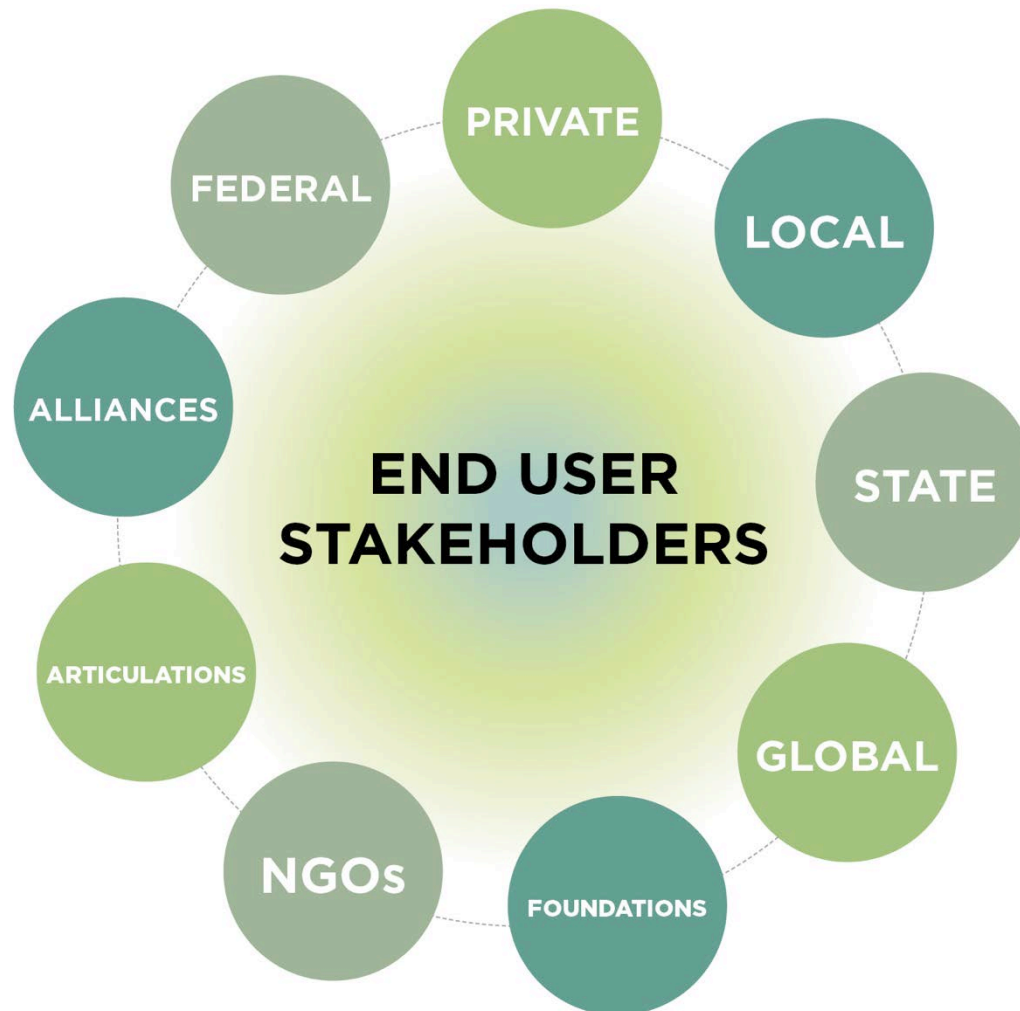 PRIVATE
LOCAL
STATE
GLOBAL
FOUNDATIONS
NGOs
ARTICULATIONS
ALLIANCES
FEDERAL
END USER
STAKEHOLDERS